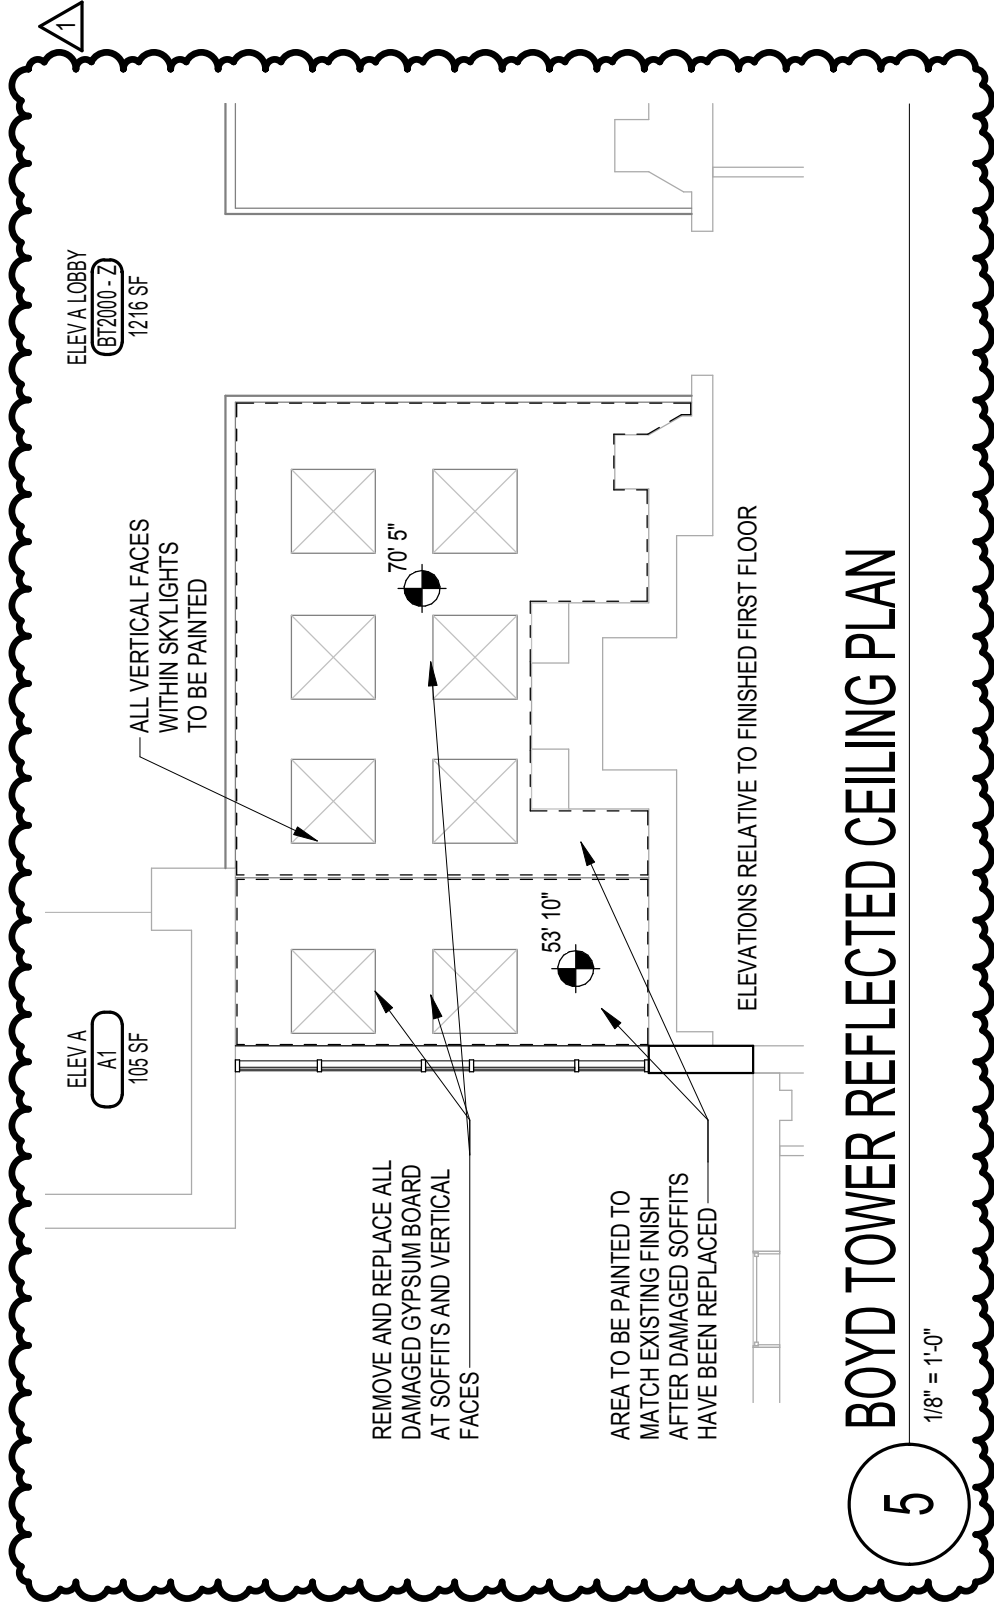 1
ELEV A LOBBY
BT2000 - Z
1216 SF
ELEV A
A1
105 SF
ALL VERTICAL FACES
WITHIN SKYLIGHTS
TO BE PAINTED
70' 5"
53' 10"
REMOVE AND REPLACE ALL
DAMAGED GYPSUM BOARD
AT SOFFITS AND VERTICAL
FACES
AREA TO BE PAINTED TO
MATCH EXISTING FINISH
AFTER DAMAGED SOFFITS
HAVE BEEN REPLACED
ELEVATIONS RELATIVE TO FINISHED FIRST FLOOR
5
BOYD TOWER REFLECTED CEILING PLAN
1/8" = 1'-0"